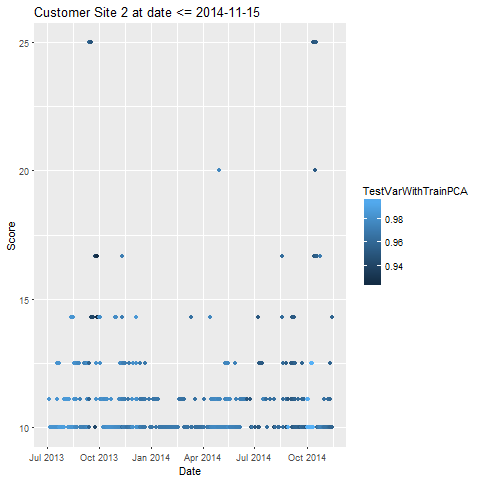 Customer Site 2 at date <= 2014-11-15
25
20
15
10
Score
Jul 2013 Oct 2013 Jan 2014 Apr 2014 Jul 2014 Oct 2014
Date
TestVarWithTrainPCA
0.98
0.96
0.94